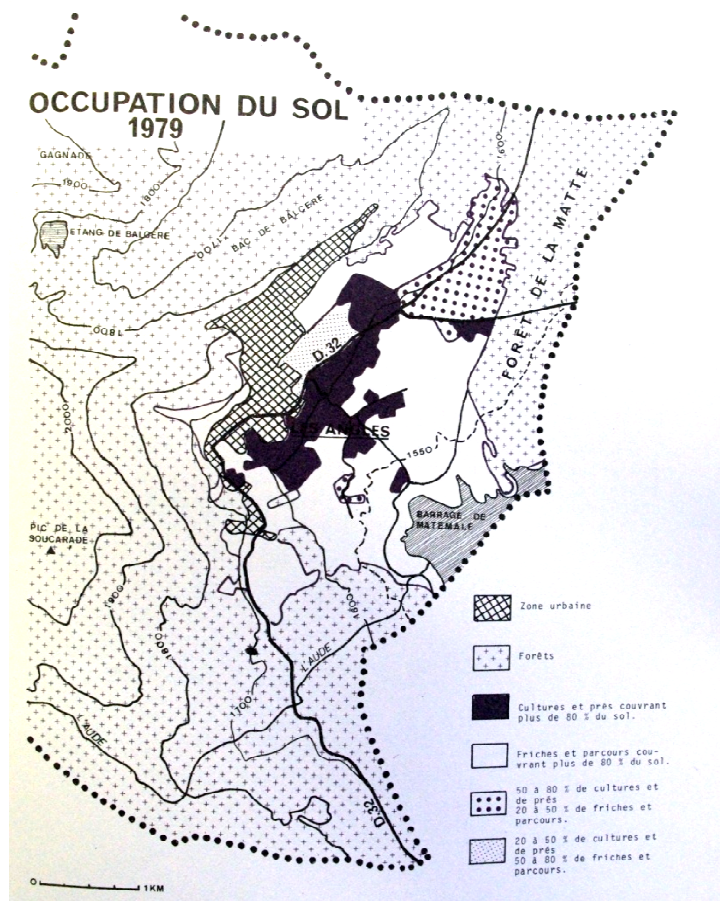 OCCUPATION DU SOL
1979
GAGNADE
1900
1800
1600
ETANG DE BALCÈRE
1700
BAC DE BALCÈRE
FORÊT DE LA MATTE
1800
D.32
2000
LES ANGLES
1550
BARRAGE DE
MATEMALE
PIC DE LA
SOUCARADE
1900
1800
1600
L'AUDE
1700
L'AUDE
D.32
Zone urbaine
Forêts
Cultures et prés couvrant
plus de 80 % du sol.
Friches et parcours cou-
vrant plus de 80 % du sol.
50 à 80 % de cultures et
de prés
20 à 50 % de friches et
parcours.
20 à 50 % de cultures et
de prés
50 à 80 % de friches et
parcours.
0 1KM